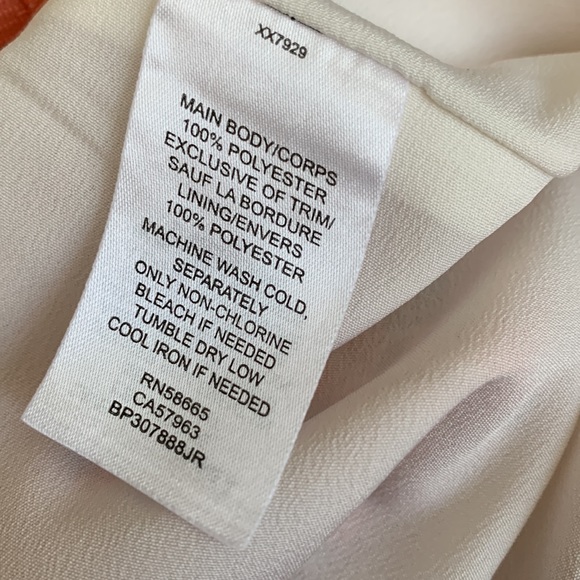 XX7929
MAIN BODY/CORPS
100% POLYESTER
EXCLUSIVE OF TRIM/
SAUF LA BORDURE
LINING/ENVERS
100% POLYESTER
MACHINE WASH COLD,
SEPARATELY
ONLY NON-CHLORINE
BLEACH IF NEEDED
TUMBLE DRY LOW
COOL IRON IF NEEDED
RN58665
CA57963
BP307888JR